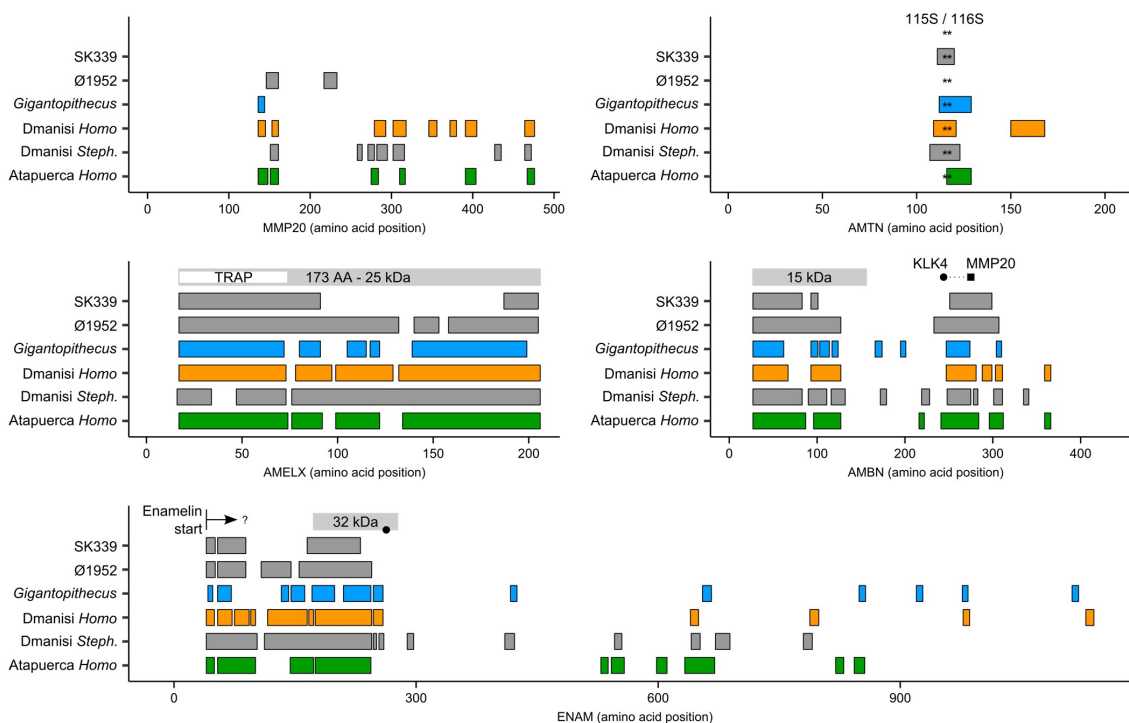 115S / 116S
**
SK339
**
Ø1952
**
Gigantopithecus
**
Dmanisi Homo
**
Dmanisi Steph.
**
Atapuerca Homo
**
0 100 200 300 400 500
MMP20 (amino acid position)
0 50 100 150 200
AMTN (amino acid position)
TRAP 173 AA - 25 kDa
SK339
Ø1952
Gigantopithecus
Dmanisi Homo
Dmanisi Steph.
Atapuerca Homo
0 50 100 150 200
AMELX (amino acid position)
KLK4 MMP20
15 kDa
SK339
Ø1952
Gigantopithecus
Dmanisi Homo
Dmanisi Steph.
Atapuerca Homo
0 100 200 300 400
AMBN (amino acid position)
Enamelin
start
?
32 kDa
SK339
Ø1952
Gigantopithecus
Dmanisi Homo
Dmanisi Steph.
Atapuerca Homo
0 300 600 900
ENAM (amino acid position)